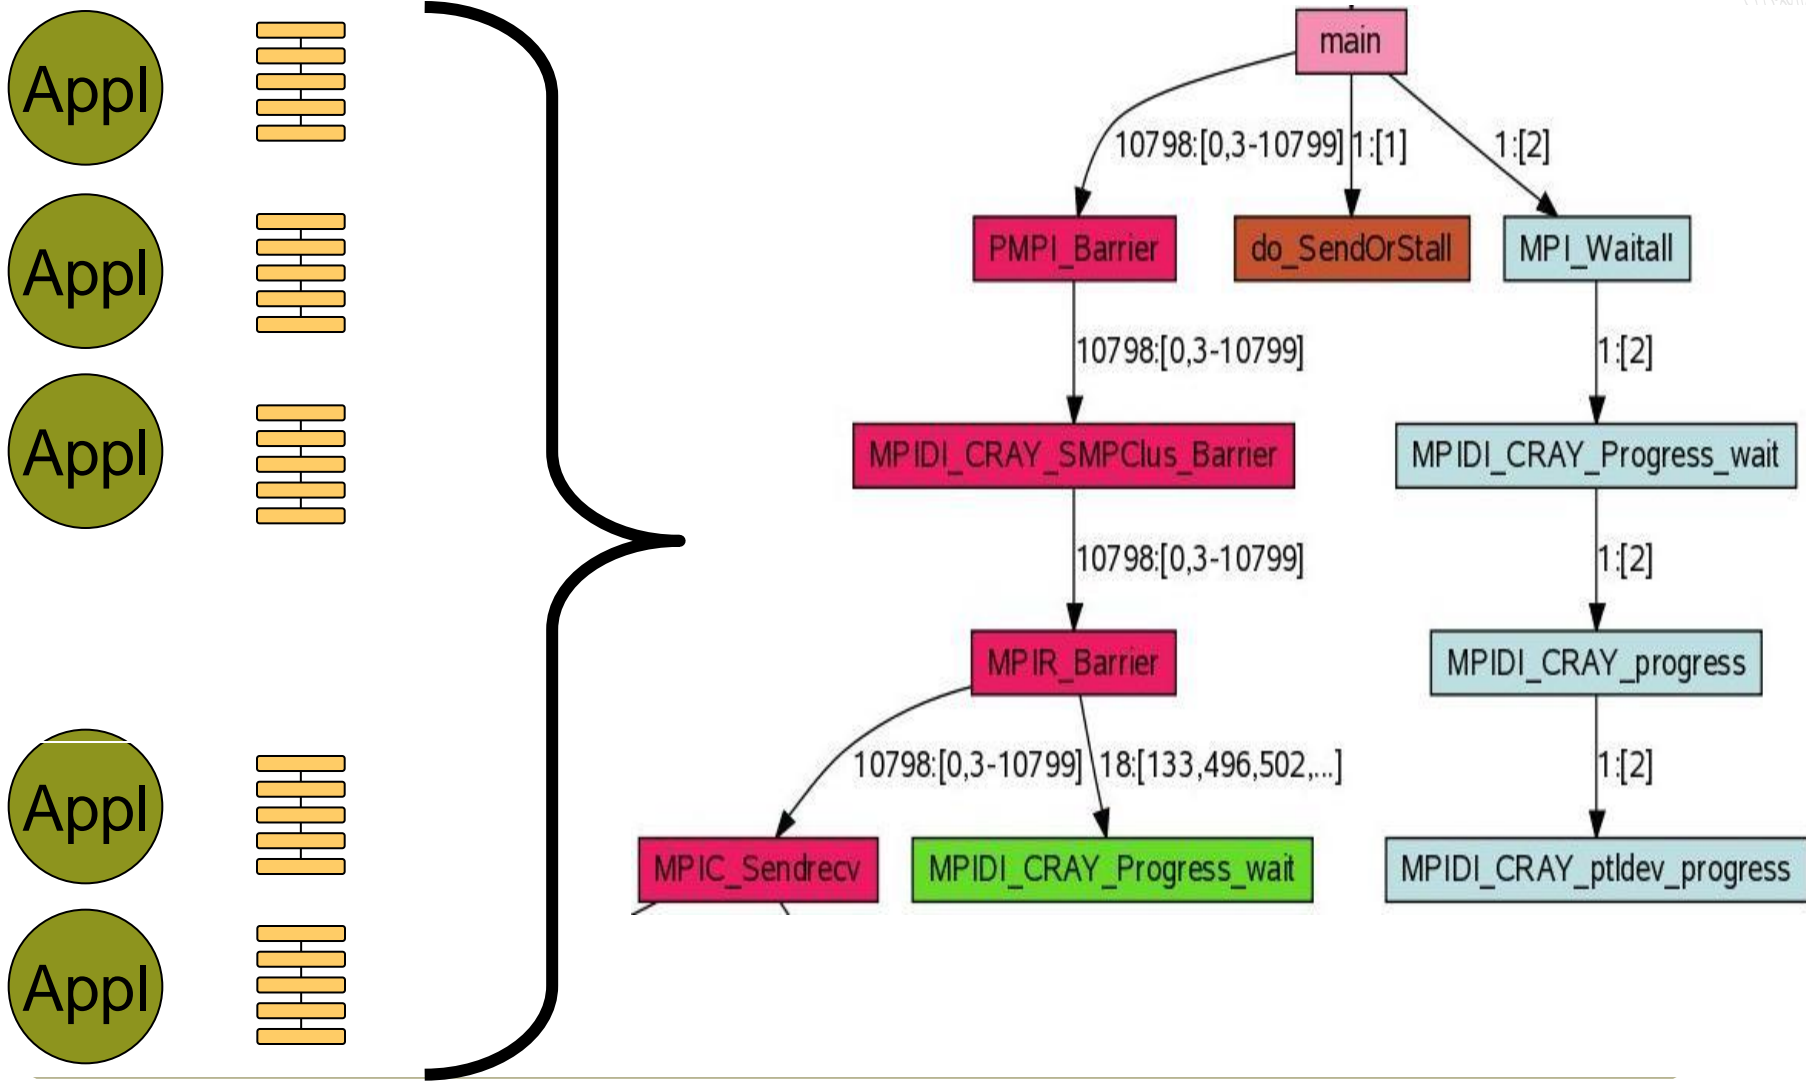 Appl
Appl
Appl
Appl
Appl
main
10798:[0,3-10799]
1:[1]
1:[2]
PMPI_Barrier
do_SendOrStall
MPI_Waitall
10798:[0,3-10799]
1:[2]
MPIDI_CRAY_SMPClus_Barrier
MPIDI_CRAY_Progress_wait
10798:[0,3-10799]
1:[2]
MPIR_Barrier
MPIDI_CRAY_progress
10798:[0,3-10799]
18:[133,496,502,...]
1:[2]
MPIC_Sendrecv
MPIDI_CRAY_Progress_wait
MPIDI_CRAY_ptldev_progress